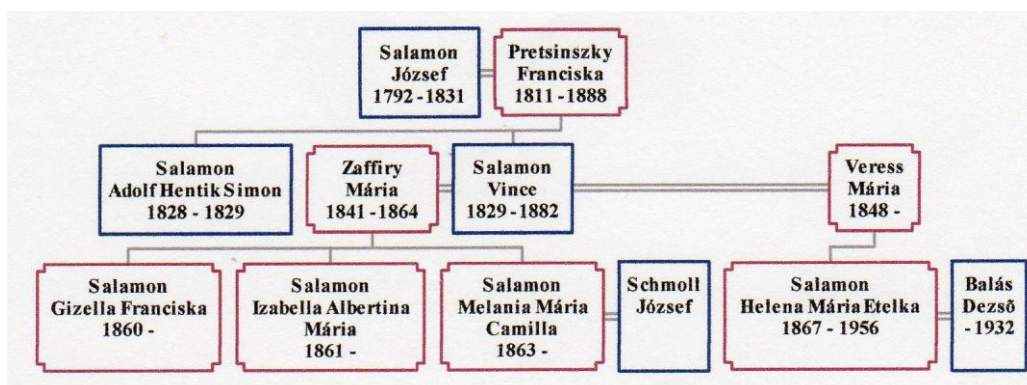 Salamon
József
1792 - 1831
Pretsinszky
Franciska
1811 - 1888
Salamon
Adolf Hentik Simon
1828 - 1829
Zaffiry
Mária
1841 - 1864
Salamon
Vince
1829 - 1882
Veress
Mária
1848 -
Salamon
Gizella Franciska
1860 -
Salamon
Izabella Albertina
Mária
1861 -
Salamon
Melania Mária
Camilla
1863 -
Schmoll
József
Salamon
Helena Mária Etelka
1867 - 1956
Balás
Dezsõ
- 1932